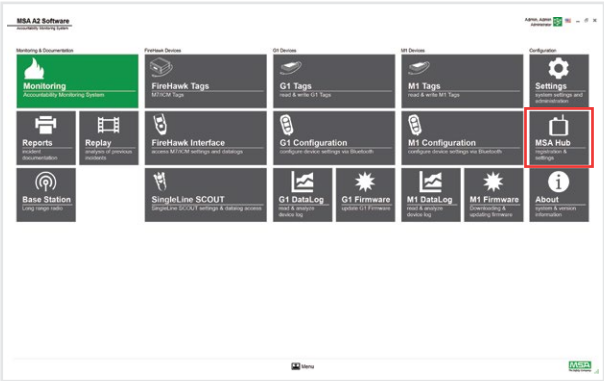 MSA A2 Software
Accountability Monitoring System
Admin, Admin
Administrator
Monitoring & Documentation
FireHawk Devices
G1 Devices
M1 Devices
Configuration
Monitoring
Accountability Monitoring System
FireHawk Tags
M7/ICM Tags
G1 Tags
read & write G1 Tags
M1 Tags
read & write M1 Tags
Settings
system settings and
administration
Reports
incident
documentation
Replay
analysis of previous
incidents
FireHawk Interface
access M7/ICM settings and datalogs
G1 Configuration
configure device settings via Bluetooth
M1 Configuration
configure device settings via Bluetooth
MSA Hub
registration &
settings
Base Station
Long range radio
SingleLine SCOUT
SingleLine SCOUT settings & datalog access
G1 DataLog
read & analyze
device log
G1 Firmware
update G1 Firmware
M1 DataLog
read & analyze
device log
M1 Firmware
Downloading &
updating firmware
About
system & version
information
Menu
MSA